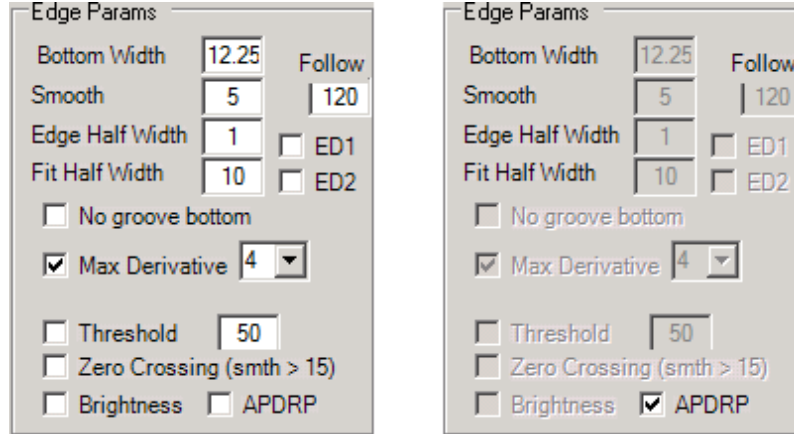 Edge Params
Bottom Width 12.25 Follow
Smooth 5 120
Edge Half Width 1 ED1
Fit Half Width 10 ED2
No groove bottom
Max Derivative 4
Threshold 50
Zero Crossing (smth > 15)
Brightness APDRP
Edge Params
Bottom Width 12.25 Follow
Smooth 5 120
Edge Half Width 1 ED1
Fit Half Width 10 ED2
No groove bottom
Max Derivative 4
Threshold 50
Zero Crossing (smth > 15)
Brightness APDRP